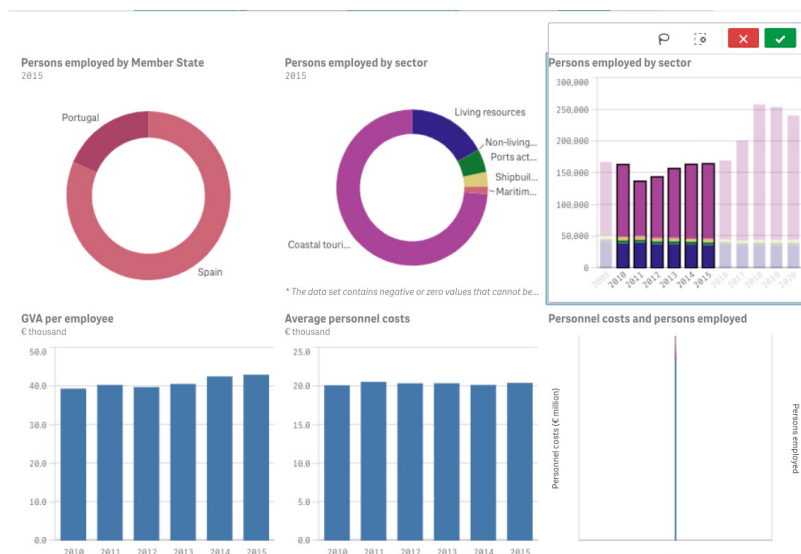 Persons employed by Member State
2015
Portugal
Spain
Persons employed by sector
2015
Living resources
Non-living...
Ports act...
Shipbuil...
Maritim...
Coastal touri...
* The data set contains negative or zero values that cannot be...
Persons employed by sector
300,000
250,000
200,000
150,000
100,000
50,000
0
2009
2010
2011
2012
2013
2014
2015
2016
2017
2018
2019
2020
GVA per employee
€ thousand
50.0
40.0
30.0
20.0
10.0
0.0
2010
2011
2012
2013
2014
2015
Average personnel costs
€ thousand
25.0
20.0
15.0
10.0
5.0
0.0
2010
2011
2012
2013
2014
2015
Personnel costs and persons employed
Personnel costs (€ million)
Persons employed